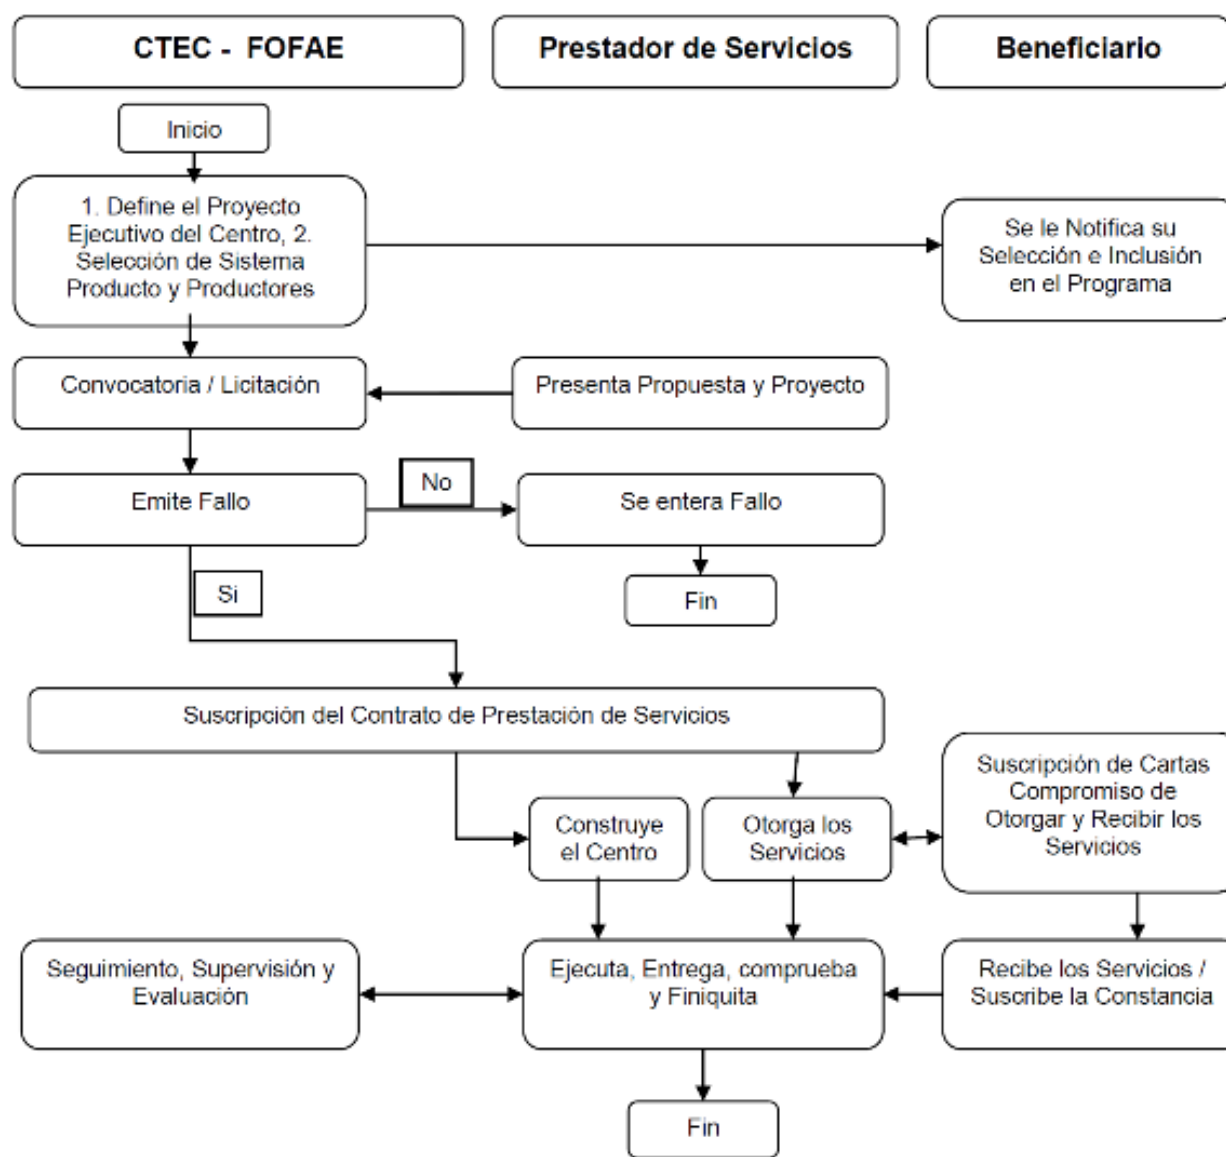 CTEC -  FOFAE
Prestador de Servicios
Beneficiario
Inicio
1. Define el Proyecto
Ejecutivo del Centro, 2.
Selección de Sistema
Producto y Productores
Se le Notifica su
Selección e Inclusión
en el Programa
Convocatoria / Licitación
Presenta Propuesta y Proyecto
Emite Fallo
No
Se entera Fallo
Si
Fin
Suscripción del Contrato de Prestación de Servicios
Construye
el Centro
Otorga los
Servicios
Suscripción de Cartas
Compromiso de
Otorgar y Recibir los
Servicios
Seguimiento, Supervisión y
Evaluación
Ejecuta, Entrega, comprueba
y Finiquita
Recibe los Servicios /
Suscribe la Constancia
Fin